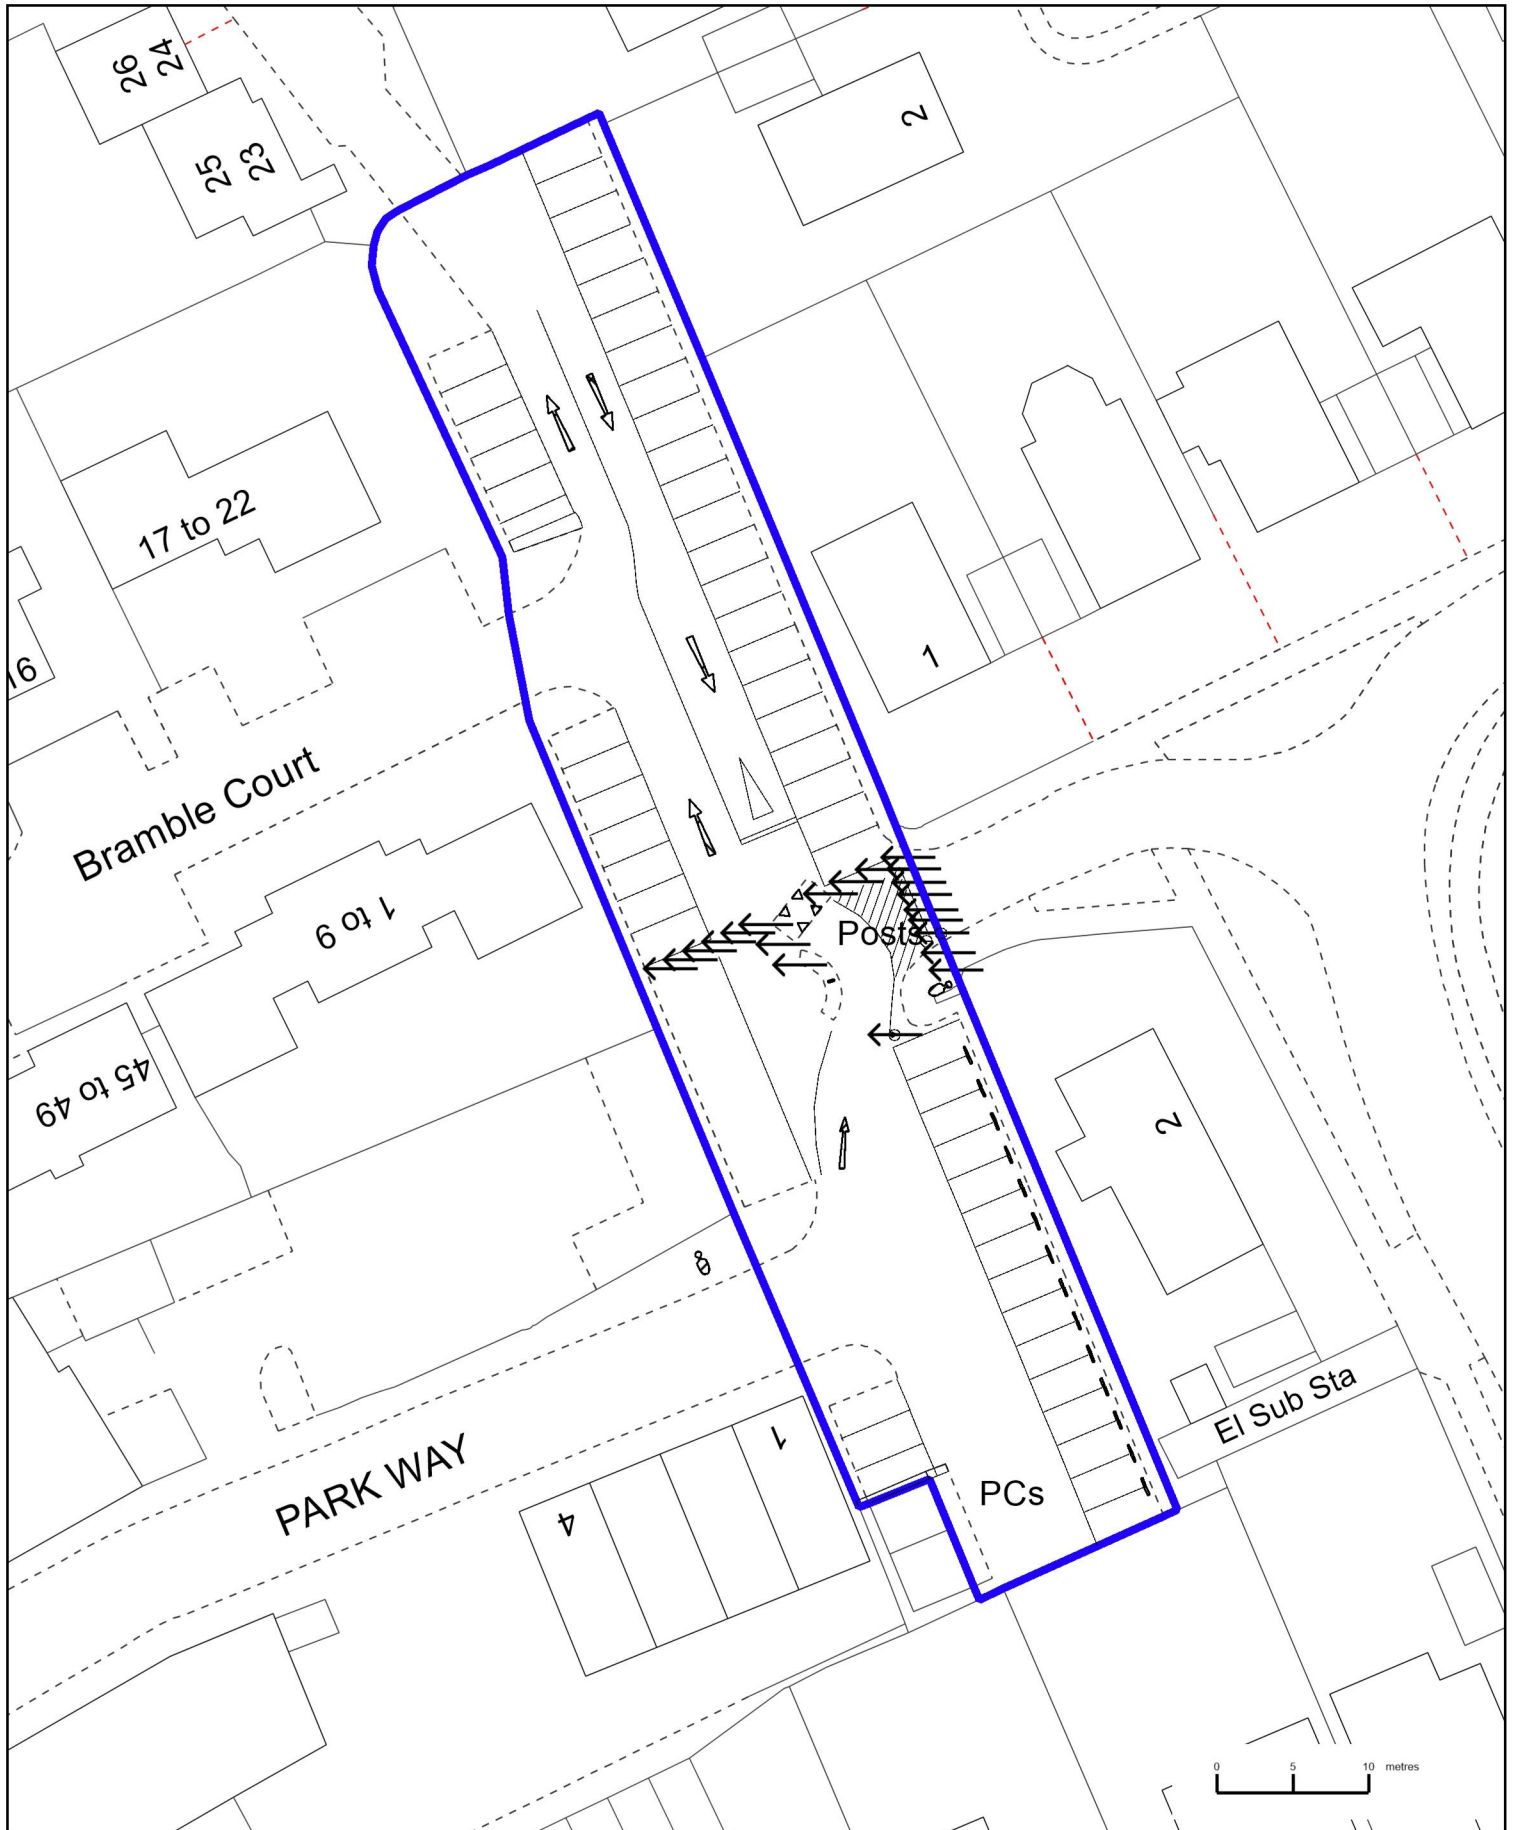 26
24
2
25
23
17 to 22
1
16
Bramble Court
1 to 9
Posts
45 to 49
2
El Sub Sta
PARK WAY
1
4
PCs
0 5 10 metres